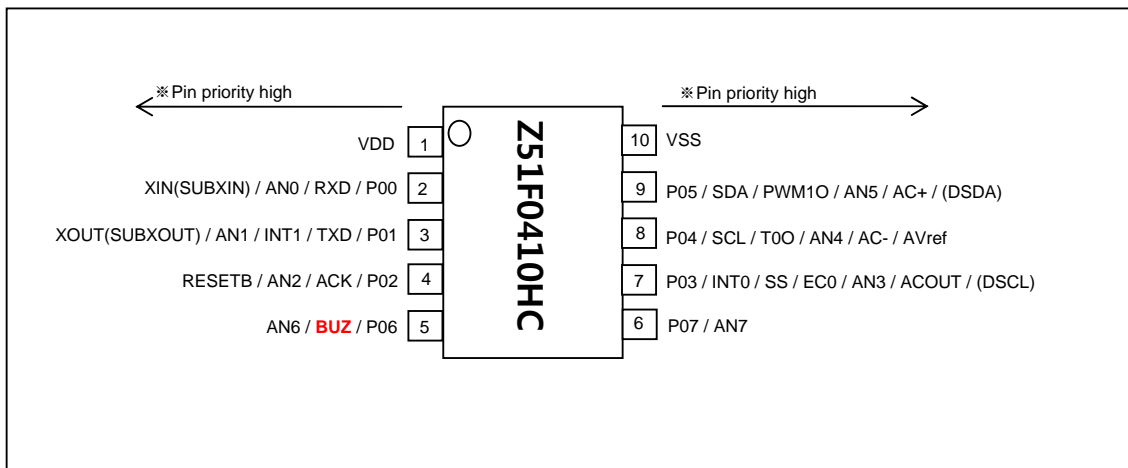 ※Pin priority high
※Pin priority high
VDD 1
10 VSS
XIN(SUBXIN) / AN0 / RXD / P00 2
9 P05 / SDA / PWM1O / AN5 / AC+ / (DSDA)
XOUT(SUBXOUT) / AN1 / INT1 / TXD / P01 3
8 P04 / SCL / T0O / AN4 / AC- / AVref
RESETB / AN2 / ACK / P02 4
7 P03 / INT0 / SS / EC0 / AN3 / ACOUT / (DSCL)
AN6 / BUZ / P06 5
6 P07 / AN7
Z51F0410HC